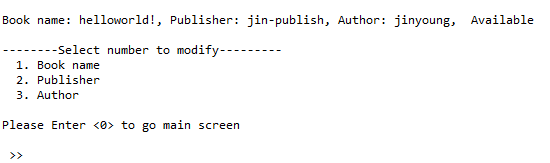 Book name: helloworld!, Publisher: jin-publish, Author: jinyoung,  Available
--------Select number to modify---------
1. Book name
2. Publisher
3. Author
Please Enter <0> to go main screen
>>